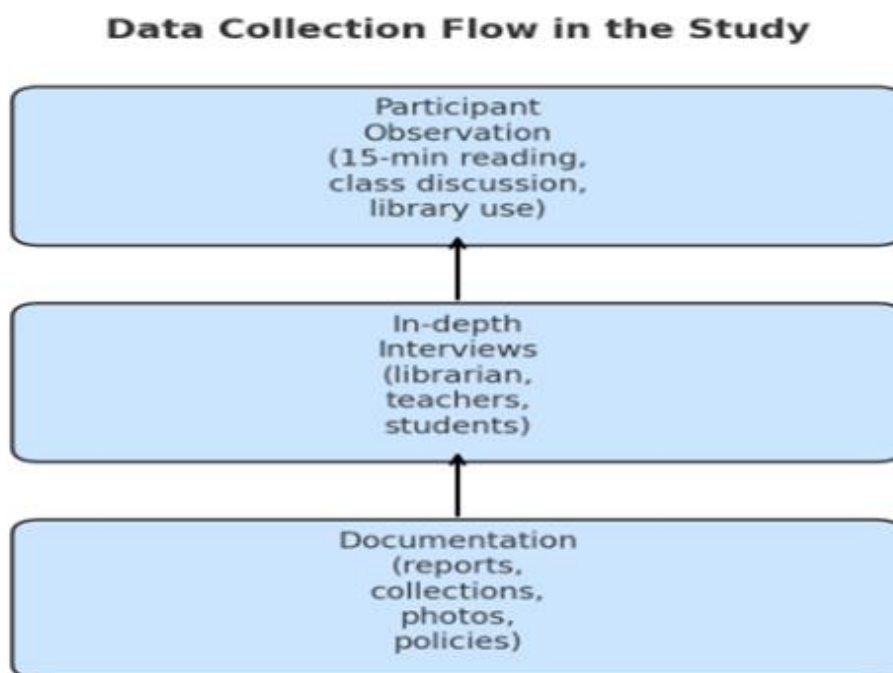 Data Collection Flow in the Study
Participant
Observation
(15-min reading,
class discussion,
library use)
In-depth
Interviews
(librarian,
teachers,
students)
Documentation
(reports,
collections,
photos,
policies)